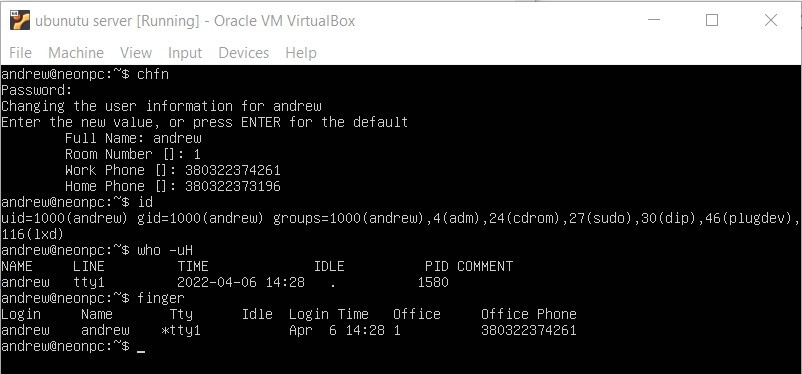 ubunutu server [Running] - Oracle VM VirtualBox
File Machine View Input Devices Help
andrew@neonpc:~$ chfn
Password:
Changing the user information for andrew
Enter the new value, or press ENTER for the default
        Full Name: andrew
        Room Number []: 1
        Work Phone []: 380322374261
        Home Phone []: 380322373196
andrew@neonpc:~$ id
uid=1000(andrew) gid=1000(andrew) groups=1000(andrew),4(adm),24(cdrom),27(sudo),30(dip),46(plugdev),
116(lxd)
andrew@neonpc:~$ who -uH
NAME     LINE         TIME             IDLE          PID COMMENT
andrew   tty1         2022-04-06 14:28   .          1580
andrew@neonpc:~$ finger
Login     Name       Tty      Idle  Login Time   Office     Office Phone
andrew    andrew    *tty1           Apr  6 14:28 1          380322374261
andrew@neonpc:~$ _